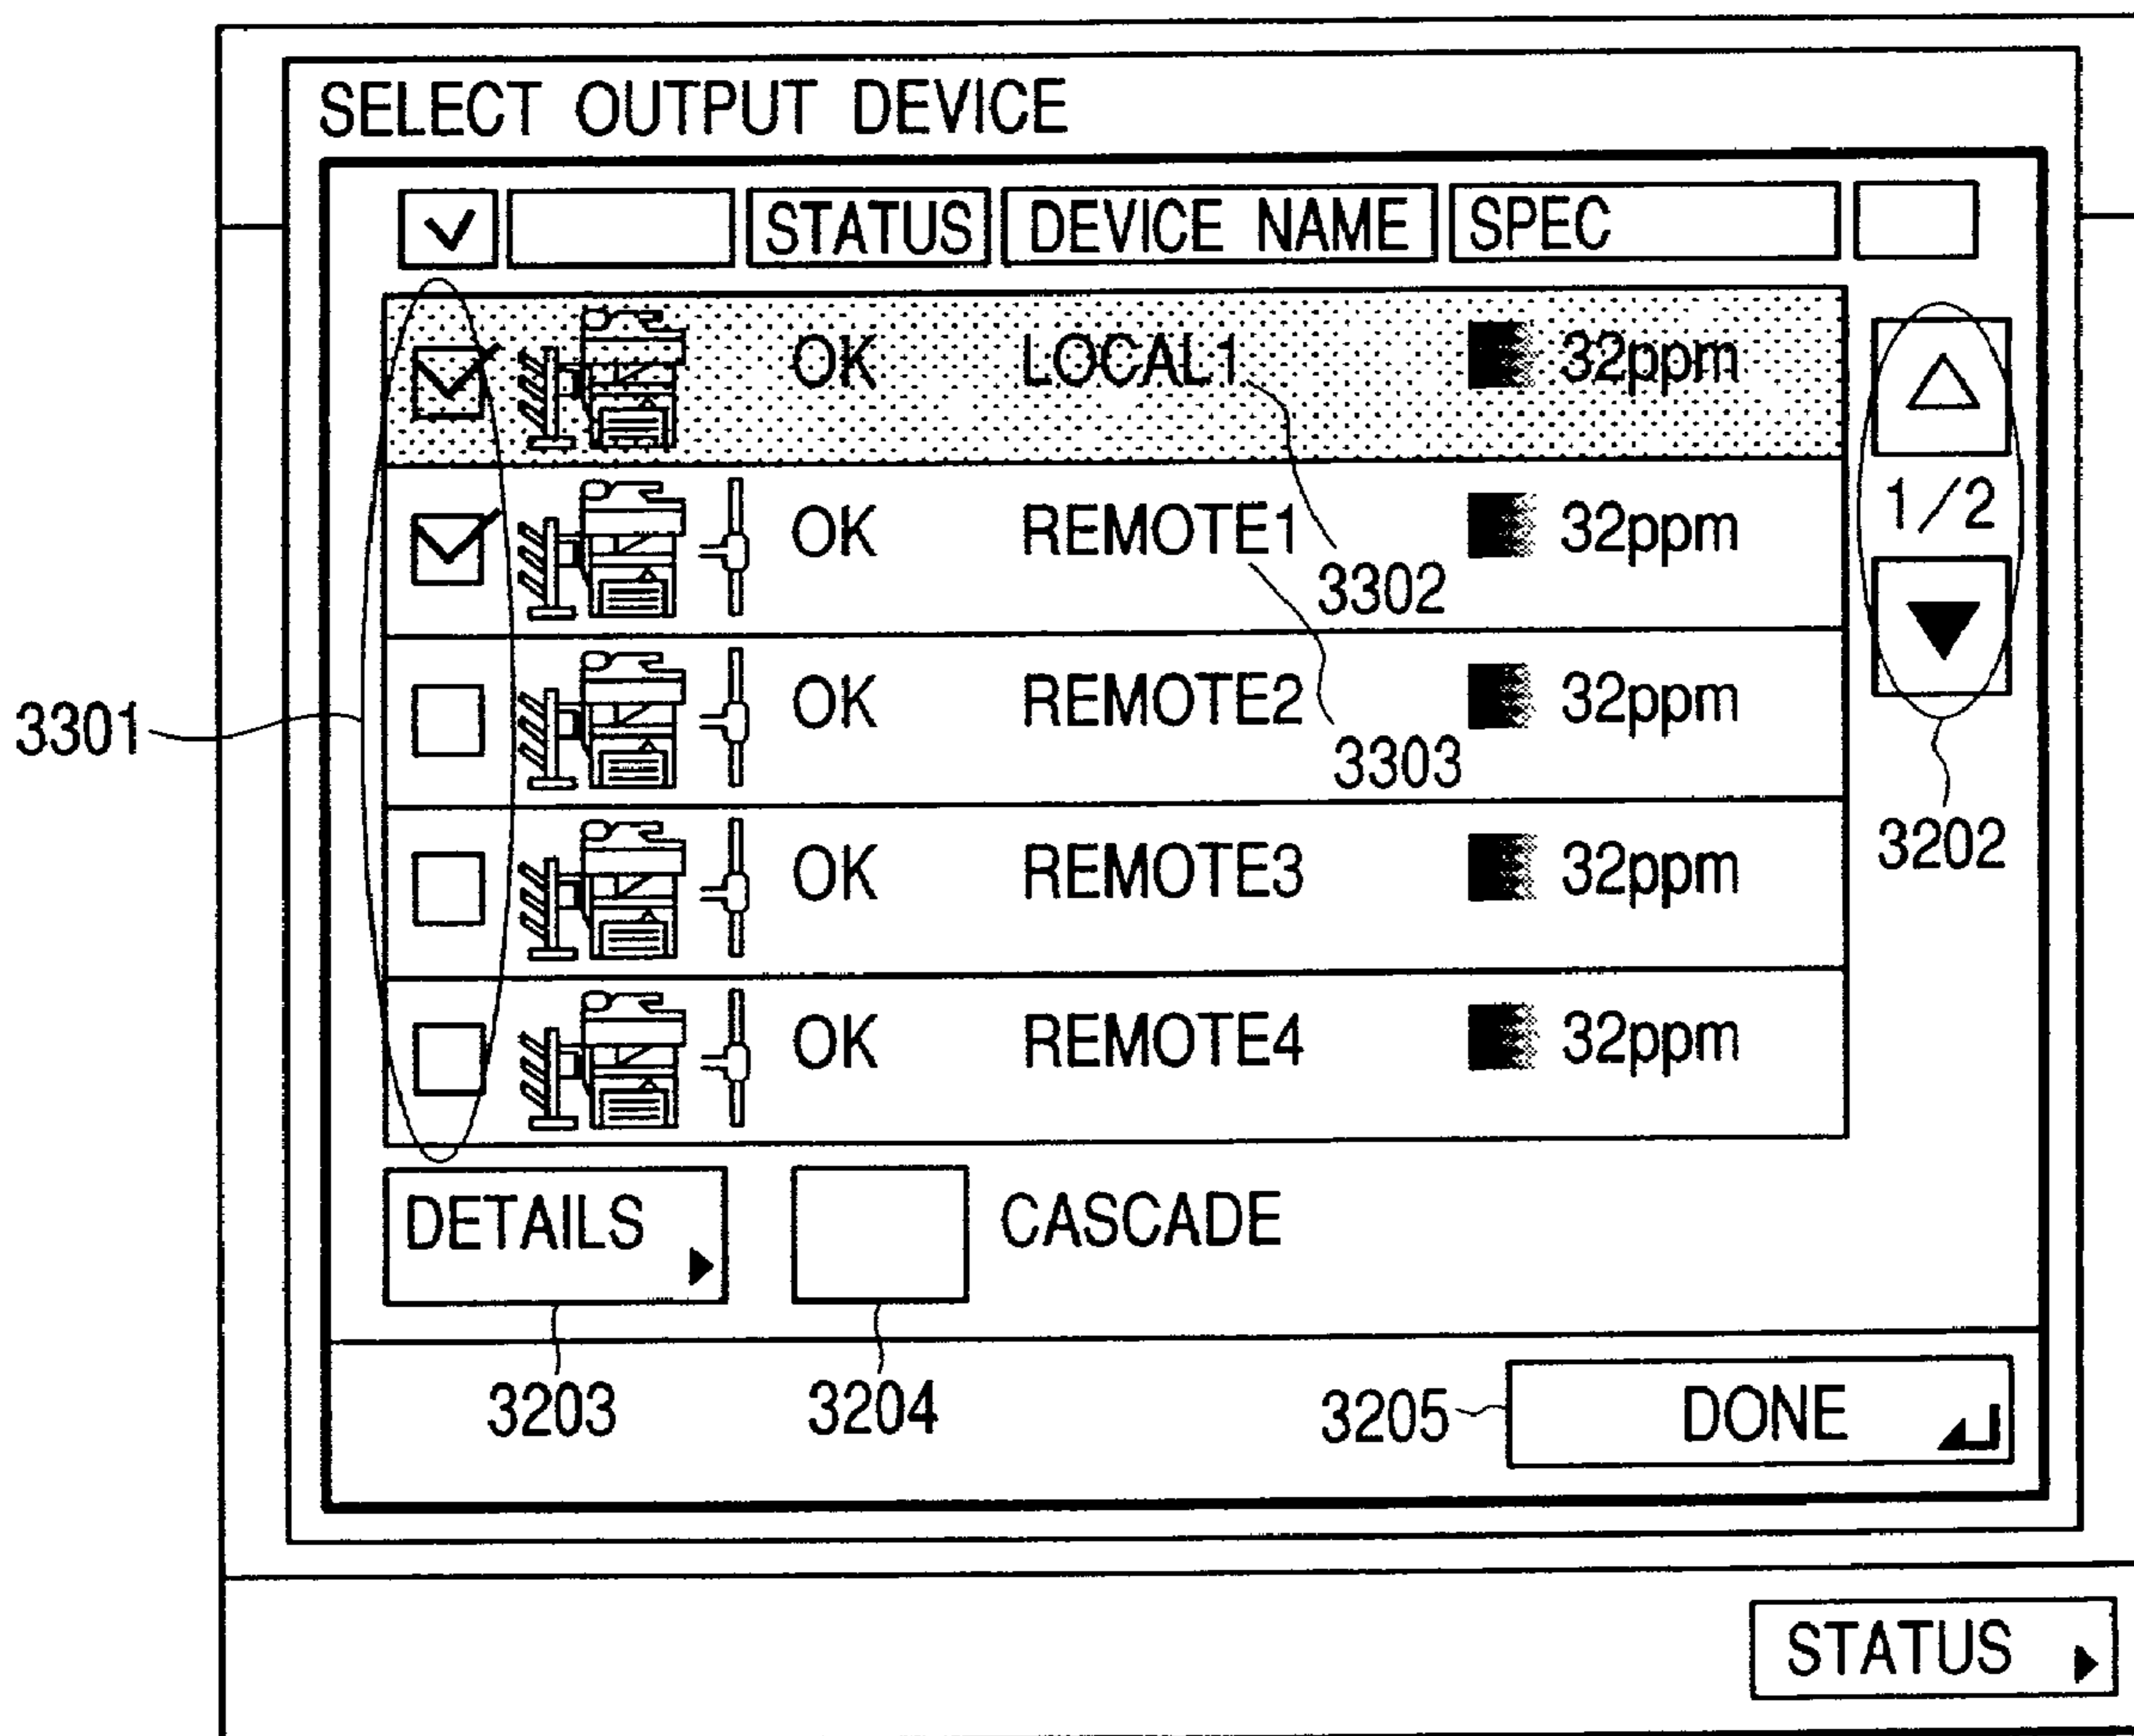 SELECT OUTPUT DEVICE
STATUS DEVICE NAME SPEC
OK LOCAL1 32ppm
OK REMOTE1 32ppm
1/2
3302
OK REMOTE2 32ppm
3301
3303
OK REMOTE3 32ppm
3202
OK REMOTE4 32ppm
DETAILS CASCADE
3203 3204 3205 DONE
STATUS